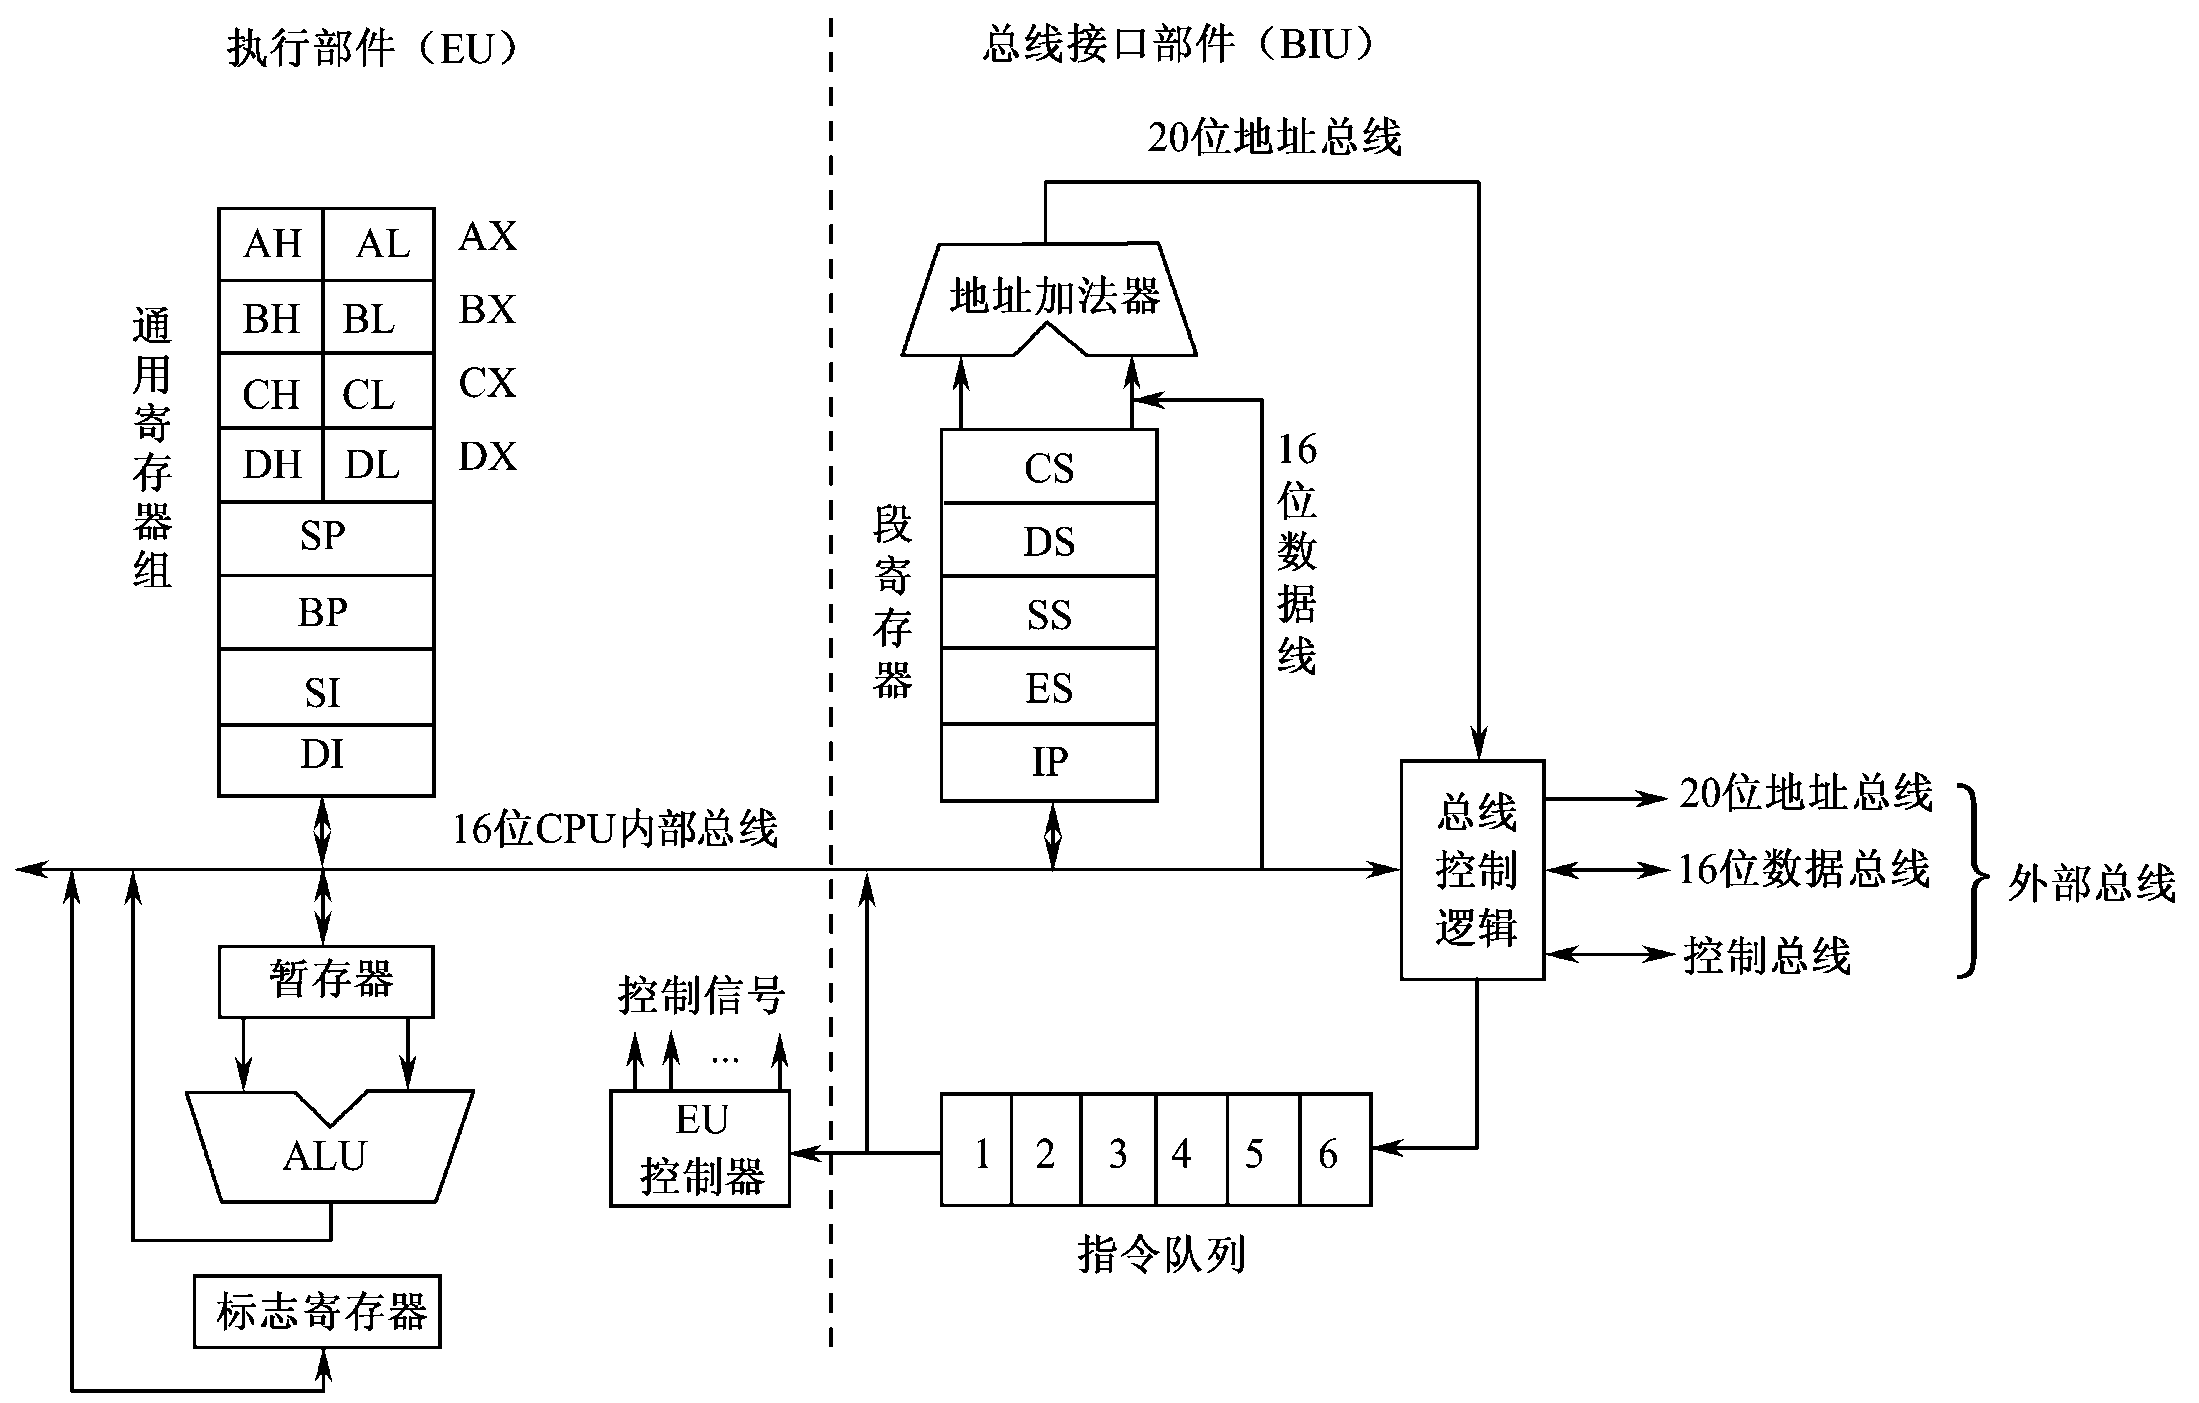 执行部件（EU）
总线接口部件（BIU）
20位地址总线
AH AL AX
BH BL BX
CH CL CX
DH DL DX
SP
BP
SI
DI
通用寄存器组
地址加法器
CS
DS
SS
ES
IP
段寄存器
16位数据线
16位CPU内部总线
总线控制逻辑
20位地址总线
16位数据总线
控制总线
外部总线
暂存器
ALU
标志寄存器
控制信号
...
EU
控制器
1 2 3 4 5 6
指令队列